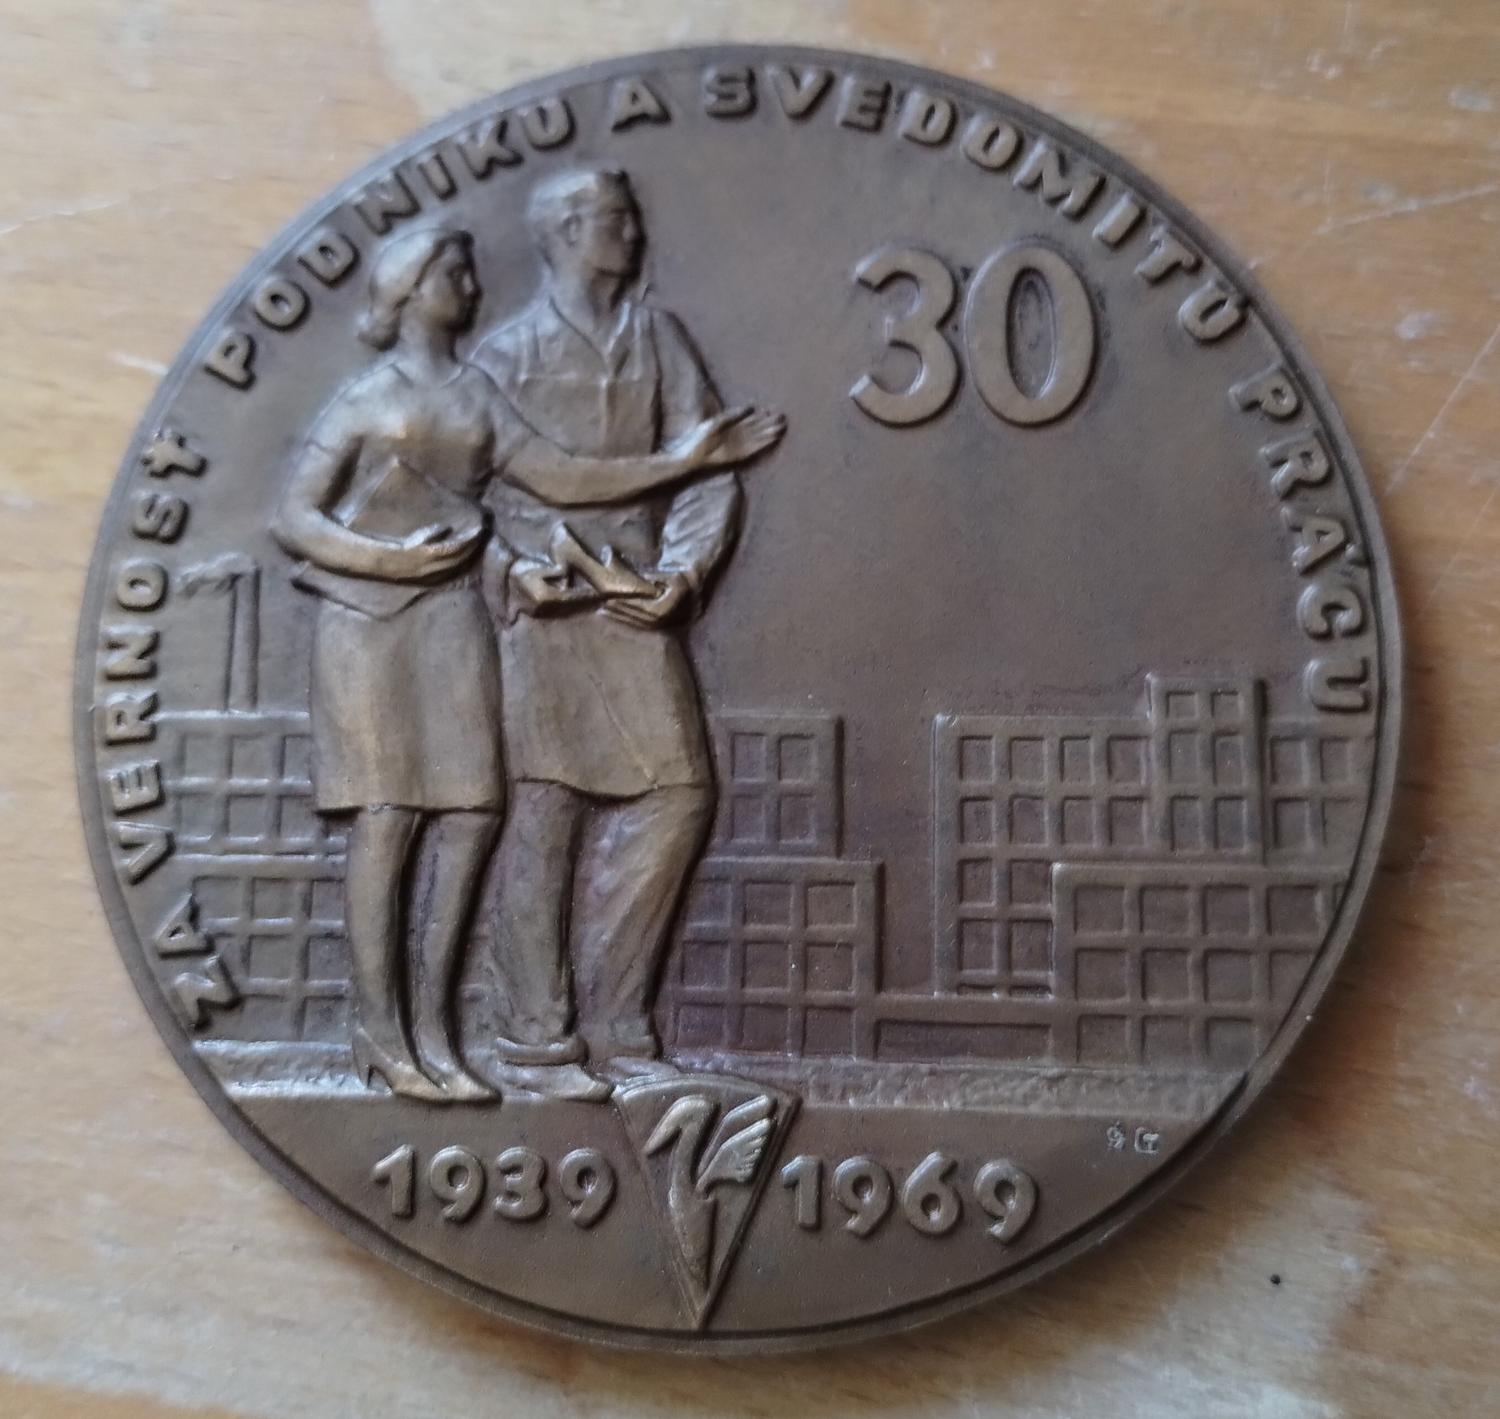 ZA VERNOSŤ PODNIKU A SVEDOMITÚ PRÁCU
30
1939 1969